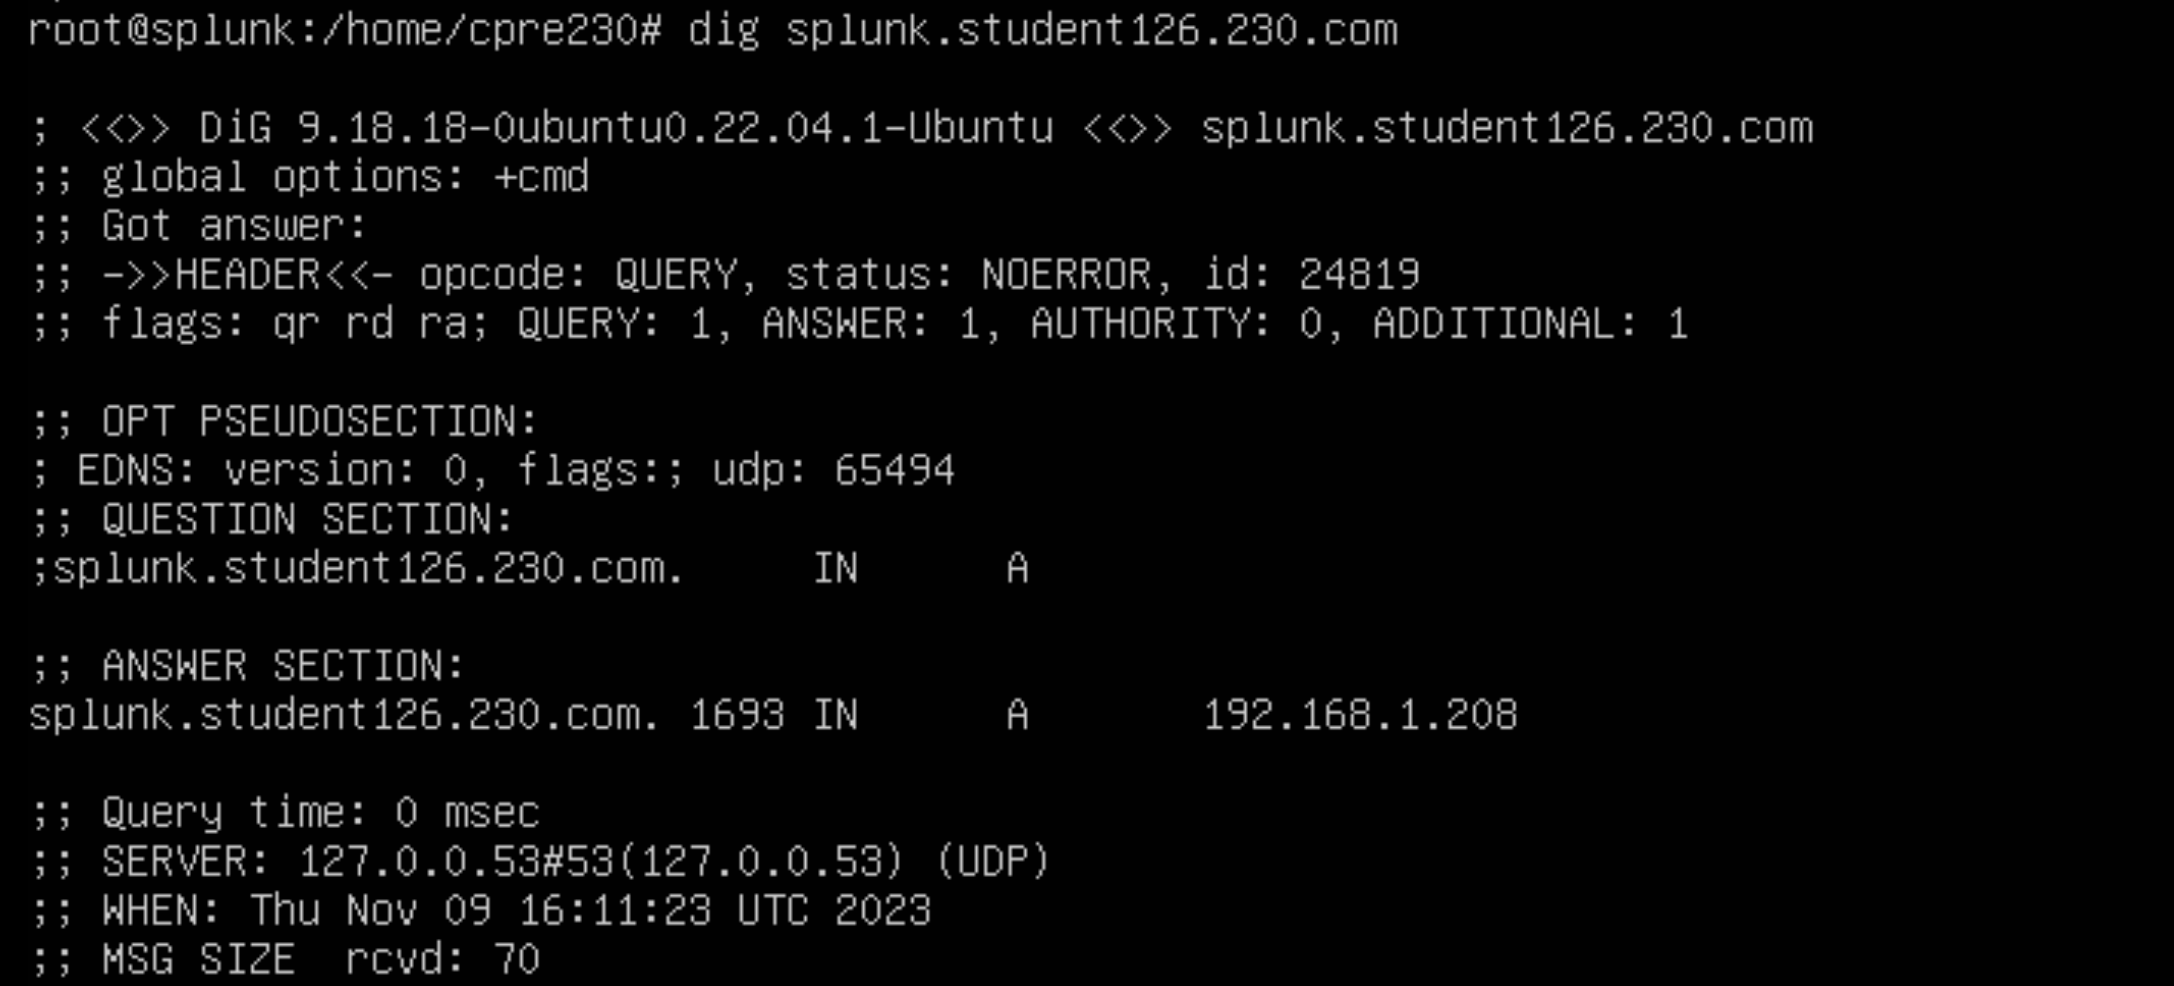 root@splunk:/home/cpre230# dig splunk.student126.230.com
; <<>> DiG 9.18.18-0ubuntu0.22.04.1-Ubuntu <<>> splunk.student126.230.com
;; global options: +cmd
;; Got answer:
;; ->>HEADER<<- opcode: QUERY, status: NOERROR, id: 24819
;; flags: qr rd ra; QUERY: 1, ANSWER: 1, AUTHORITY: 0, ADDITIONAL: 1
;; OPT PSEUDOSECTION:
; EDNS: version: 0, flags:; udp: 65494
;; QUESTION SECTION:
;splunk.student126.230.com. IN A
;; ANSWER SECTION:
splunk.student126.230.com. 1693 IN A 192.168.1.208
;; Query time: 0 msec
;; SERVER: 127.0.0.53#53(127.0.0.53) (UDP)
;; WHEN: Thu Nov 09 16:11:23 UTC 2023
;; MSG SIZE  rcvd: 70